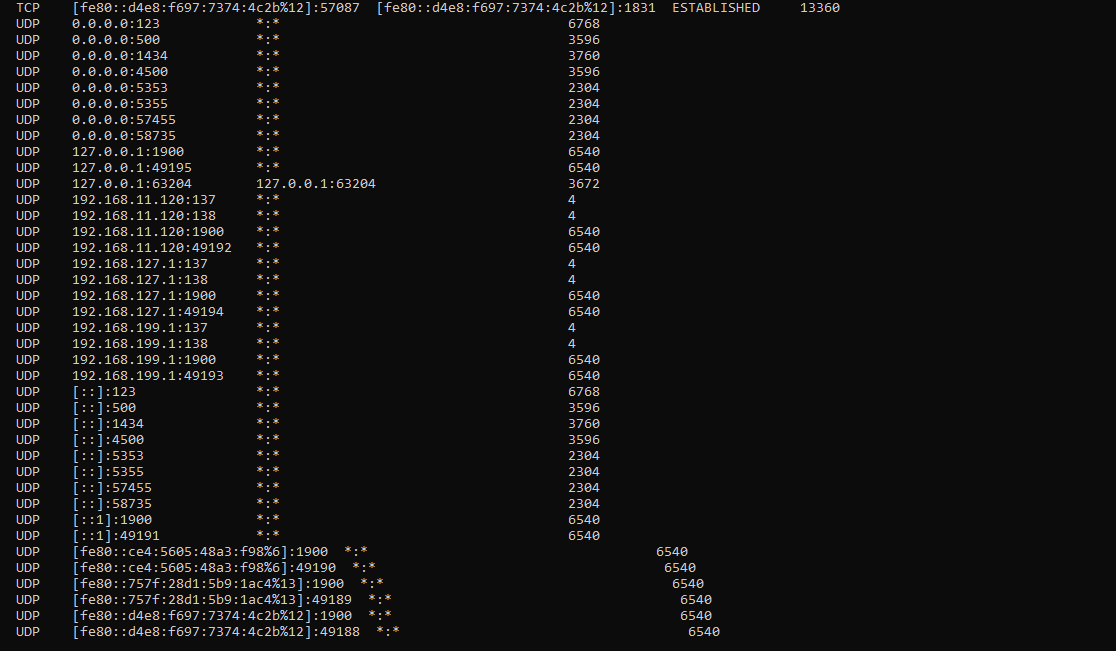 TCP [fe80::d4e8:f697:7374:4c2b%12]:57087 [fe80::d4e8:f697:7374:4c2b%12]:1831 ESTABLISHED 13360
UDP 0.0.0.0:123 *:* 6768
UDP 0.0.0.0:500 *:* 3596
UDP 0.0.0.0:1434 *:* 3760
UDP 0.0.0.0:4500 *:* 3596
UDP 0.0.0.0:5353 *:* 2304
UDP 0.0.0.0:5355 *:* 2304
UDP 0.0.0.0:57455 *:* 2304
UDP 0.0.0.0:58735 *:* 2304
UDP 127.0.0.1:1900 *:* 6540
UDP 127.0.0.1:49195 *:* 6540
UDP 127.0.0.1:63204 127.0.0.1:63204 3672
UDP 192.168.11.120:137 *:* 4
UDP 192.168.11.120:138 *:* 4
UDP 192.168.11.120:1900 *:* 6540
UDP 192.168.11.120:49192 *:* 6540
UDP 192.168.127.1:137 *:* 4
UDP 192.168.127.1:138 *:* 4
UDP 192.168.127.1:1900 *:* 6540
UDP 192.168.127.1:49194 *:* 6540
UDP 192.168.199.1:137 *:* 4
UDP 192.168.199.1:138 *:* 4
UDP 192.168.199.1:1900 *:* 6540
UDP 192.168.199.1:49193 *:* 6540
UDP [::]:123 *:* 6768
UDP [::]:500 *:* 3596
UDP [::]:1434 *:* 3760
UDP [::]:4500 *:* 3596
UDP [::]:5353 *:* 2304
UDP [::]:5355 *:* 2304
UDP [::]:57455 *:* 2304
UDP [::]:58735 *:* 2304
UDP [::1]:1900 *:* 6540
UDP [::1]:49191 *:* 6540
UDP [fe80::ce4:5605:48a3:f98%6]:1900 *:* 6540
UDP [fe80::ce4:5605:48a3:f98%6]:49190 *:* 6540
UDP [fe80::757f:28d1:5b9:1ac4%13]:1900 *:* 6540
UDP [fe80::757f:28d1:5b9:1ac4%13]:49189 *:* 6540
UDP [fe80::d4e8:f697:7374:4c2b%12]:1900 *:* 6540
UDP [fe80::d4e8:f697:7374:4c2b%12]:49188 *:* 6540